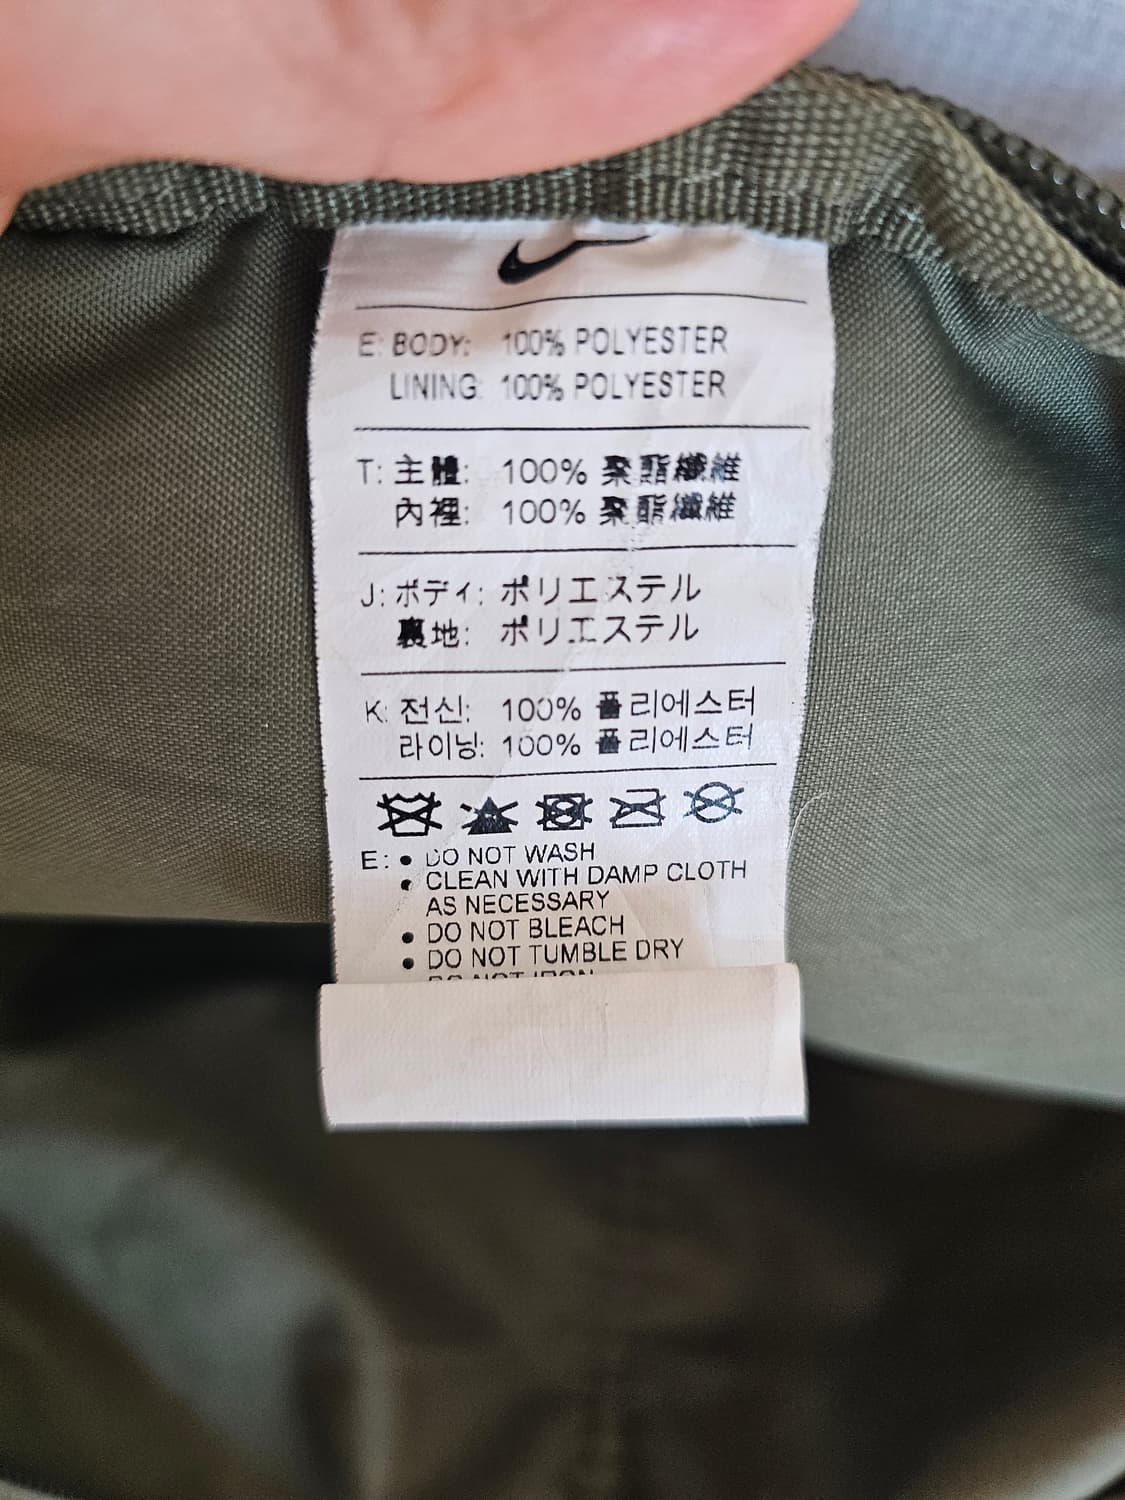 E: BODY: 100% POLYESTER
LINING: 100% POLYESTER
T: 主體: 100% 聚酯纖維
內裡: 100% 聚酯纖維
J: ボディ: ポリエステル
裏地: ポリエステル
K: 전신: 100% 폴리에스터
라이닝: 100% 폴리에스터
E: • DO NOT WASH
• CLEAN WITH DAMP CLOTH
AS NECESSARY
• DO NOT BLEACH
• DO NOT TUMBLE DRY
DO NOT IRON